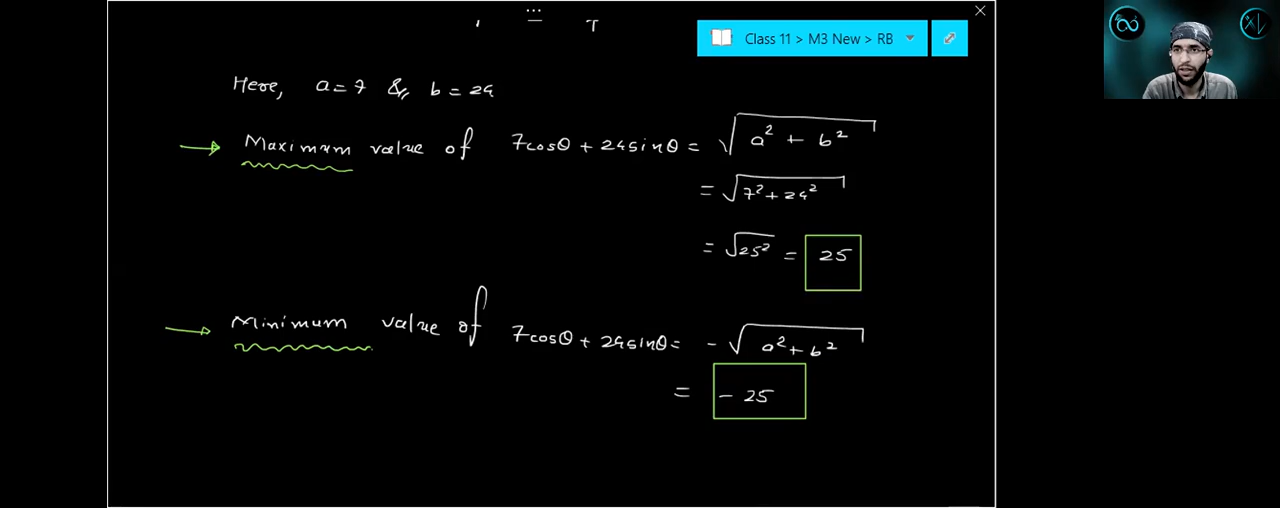 Class 11 > M3 New > RB
Here, a = 7 & b = 24
Maximum value of 7cosθ + 24sinθ = √a² + b²
= √7² + 24²
= √25² = 25
Minimum value of 7cosθ + 24sinθ = -√a² + b²
= -25